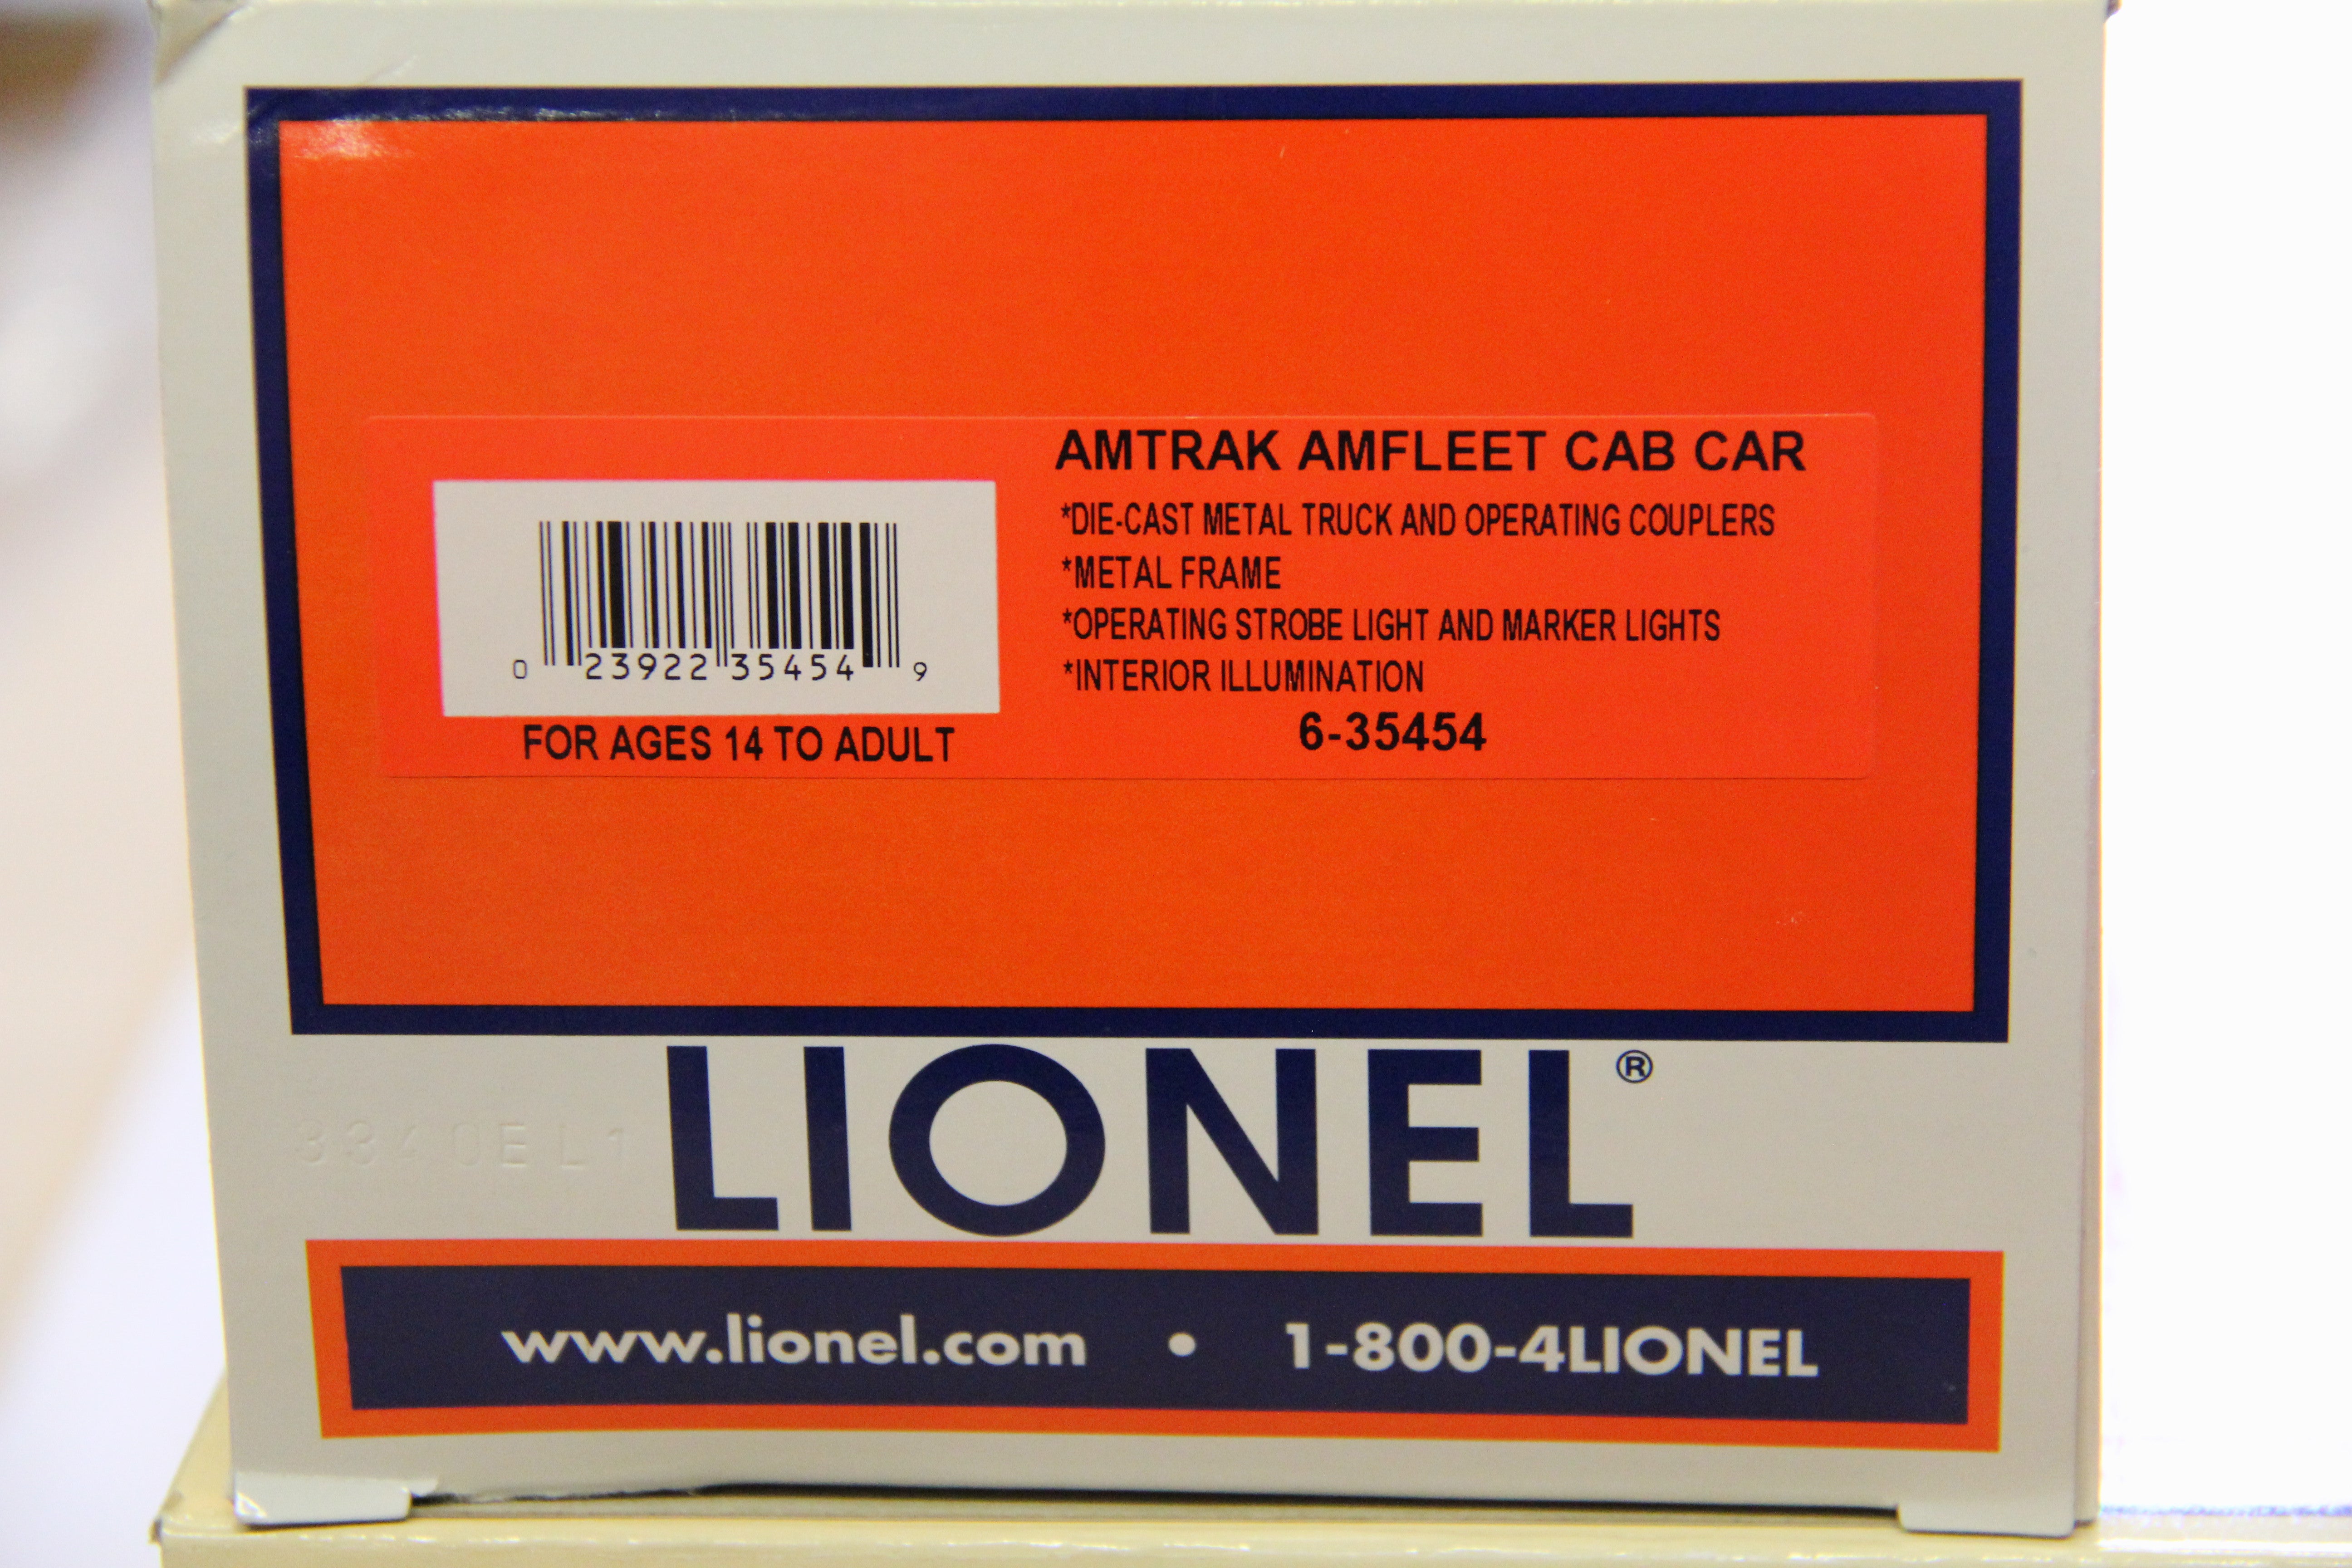 AMTRAK AMFLEET CAB CAR
*DIE-CAST METAL TRUCK AND OPERATING COUPLERS
*METAL FRAME
*OPERATING STROBE LIGHT AND MARKER LIGHTS
*INTERIOR ILLUMINATION
6-35454
0 23922 35454 9
FOR AGES 14 TO ADULT
LIONEL®
www.lionel.com • 1-800-4LIONEL